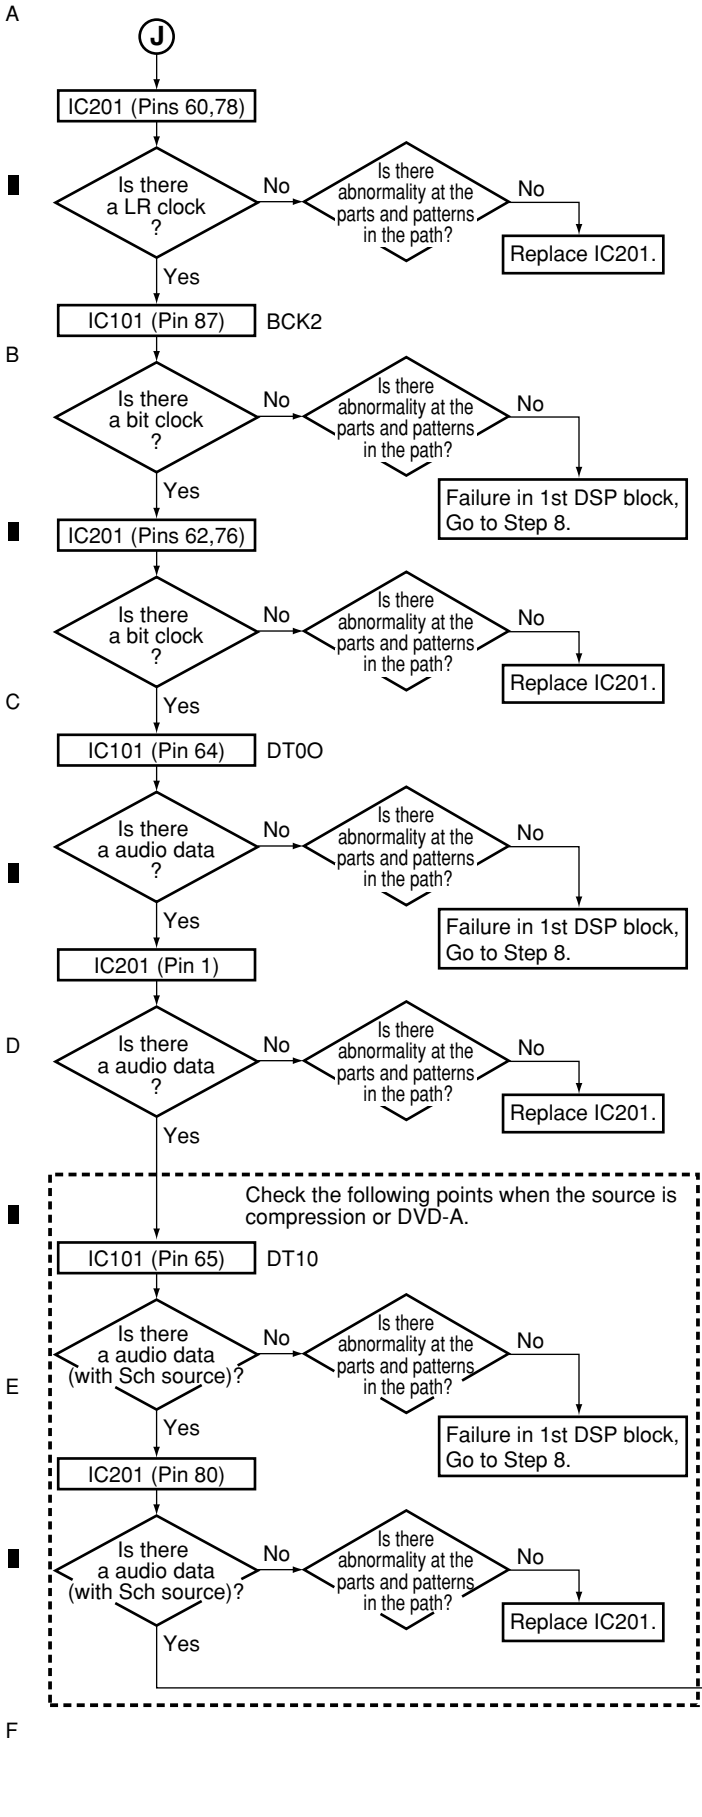 A
J
IC201 (Pins 60,78)
Is there
a LR clock
?
No
Is there
abnormality at the
parts and patterns
in the path?
No
Replace IC201.
Yes
IC101 (Pin 87)
BCK2
B
Is there
a bit clock
?
No
Is there
abnormality at the
parts and patterns
in the path?
No
Failure in 1st DSP block,
Go to Step 8.
Yes
IC201 (Pins 62,76)
Is there
a bit clock
?
No
Is there
abnormality at the
parts and patterns
in the path?
No
Replace IC201.
Yes
C
IC101 (Pin 64)
DT0O
Is there
a audio data
?
No
Is there
abnormality at the
parts and patterns
in the path?
No
Failure in 1st DSP block,
Go to Step 8.
Yes
IC201 (Pin 1)
D
Is there
a audio data
?
No
Is there
abnormality at the
parts and patterns
in the path?
No
Replace IC201.
Yes
Check the following points when the source is
compression or DVD-A.
IC101 (Pin 65)
DT10
Is there
a audio data
(with Sch source)?
No
Is there
abnormality at the
parts and patterns
in the path?
No
Failure in 1st DSP block,
Go to Step 8.
E
Yes
IC201 (Pin 80)
Is there
a audio data
(with Sch source)?
No
Is there
abnormality at the
parts and patterns
in the path?
No
Replace IC201.
Yes
F